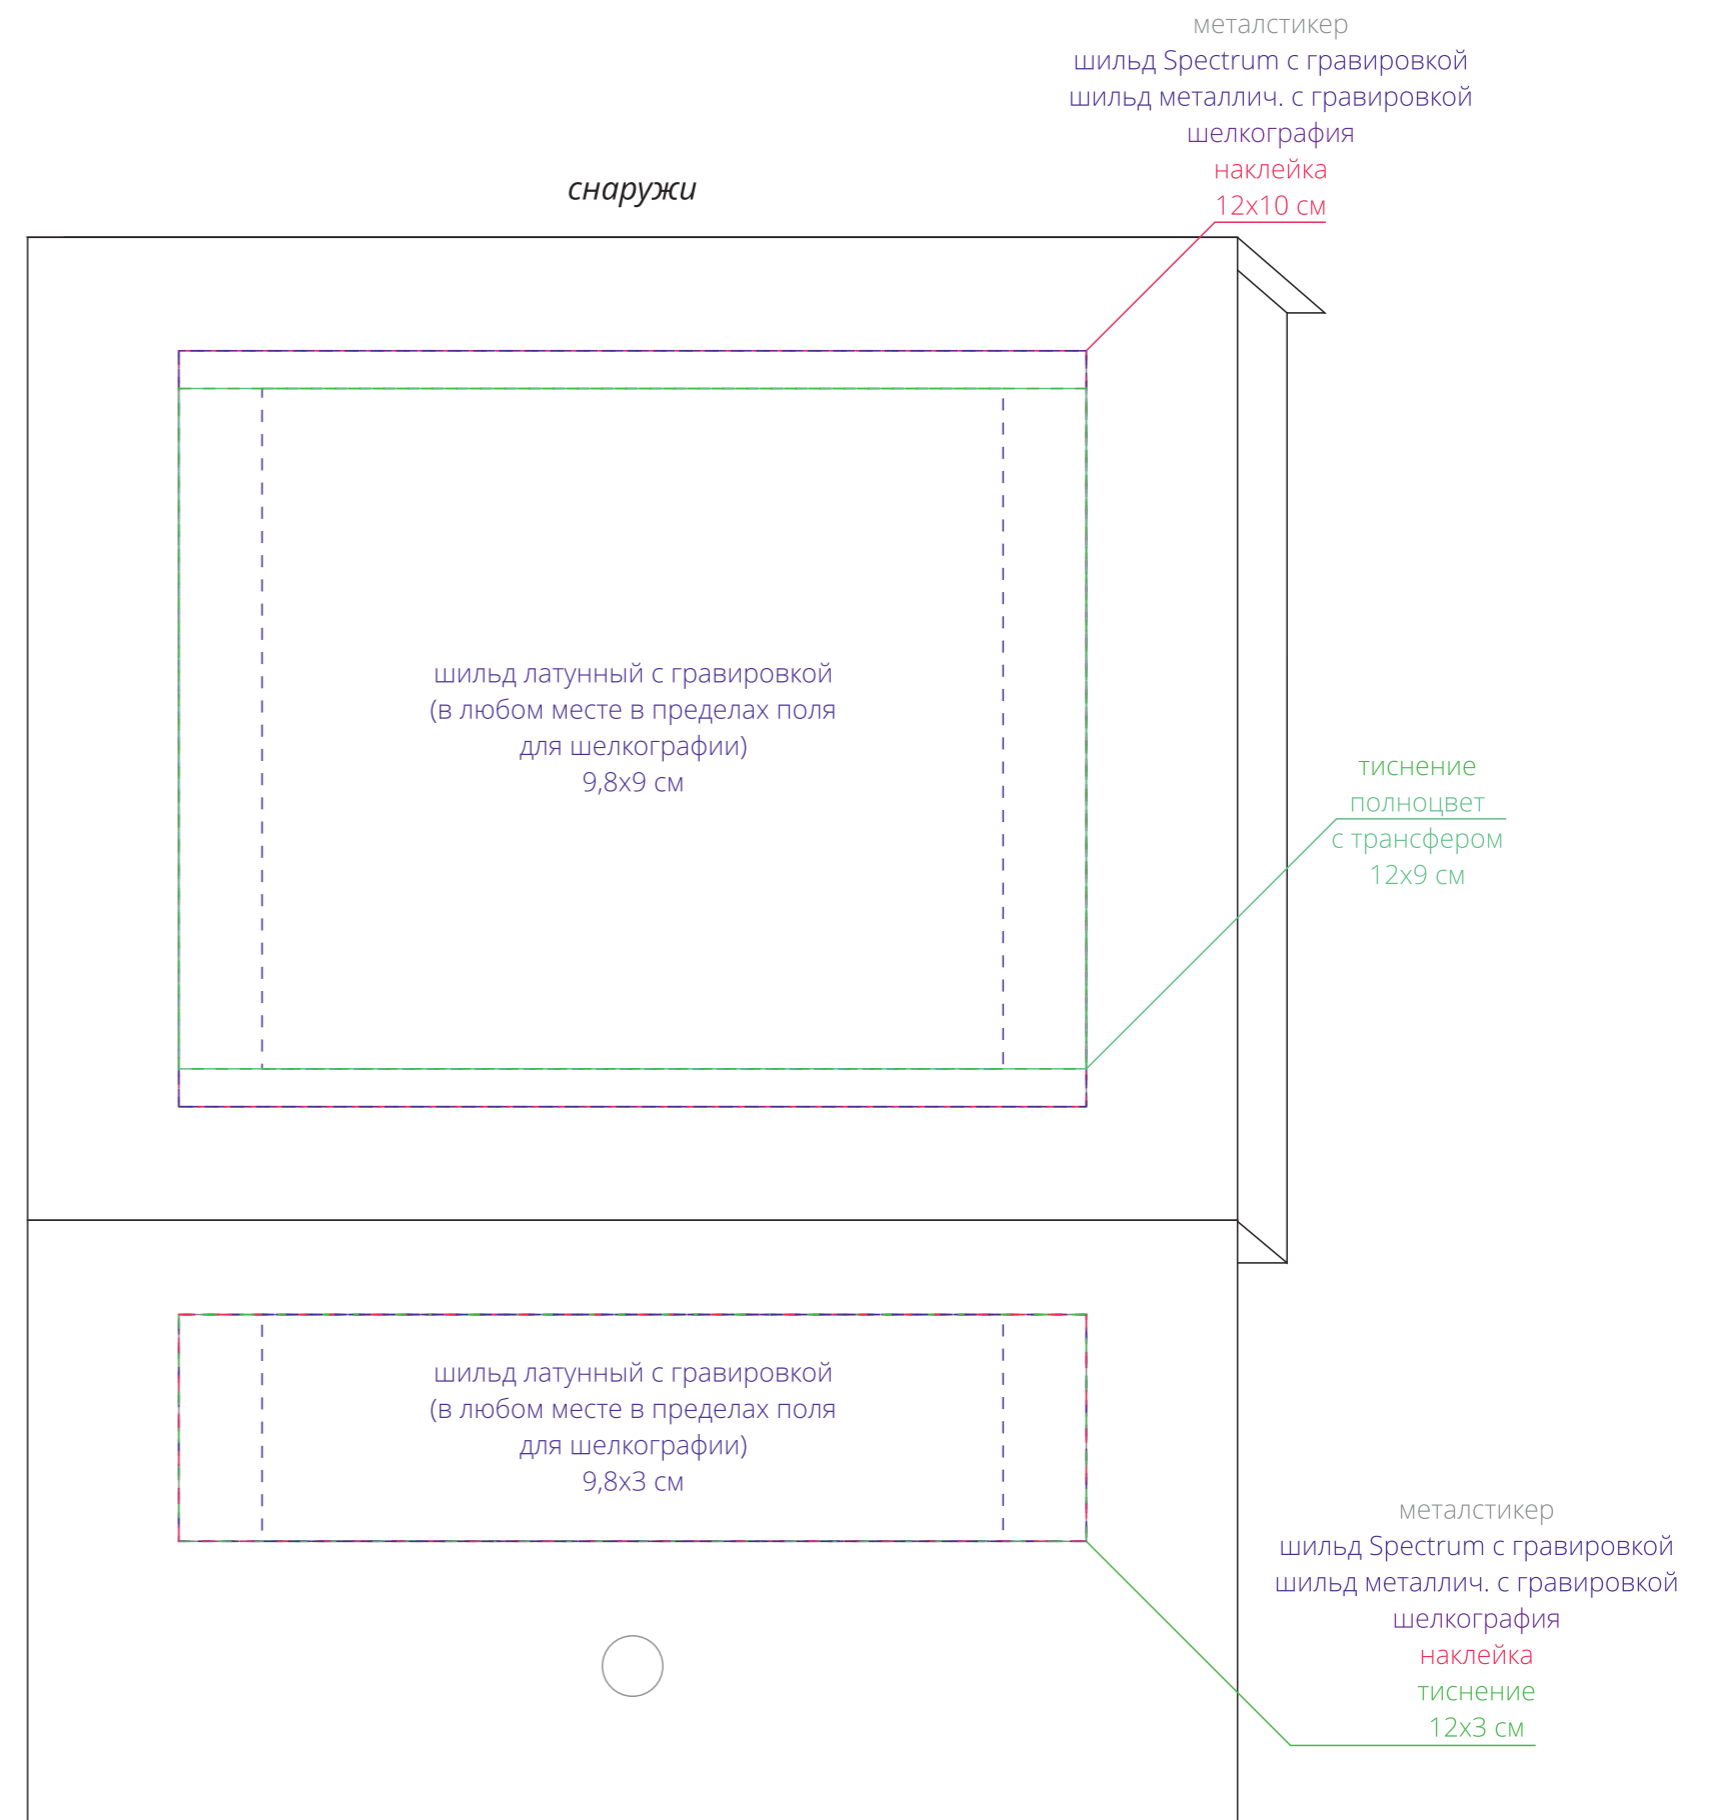 металстикер
шильд Spectrum с гравировкой
шильд металлич. с гравировкой
шелкография
наклейка
12х10 см
снаружи
шильд латунный с гравировкой
(в любом месте в пределах поля
для шелкографии)
9,8х9 см
тиснение
полноцвет
с трансфером
12х9 см
шильд латунный с гравировкой
(в любом месте в пределах поля
для шелкографии)
9,8х3 см
металстикер
шильд Spectrum с гравировкой
шильд металлич. с гравировкой
шелкография
наклейка
тиснение
12х3 см